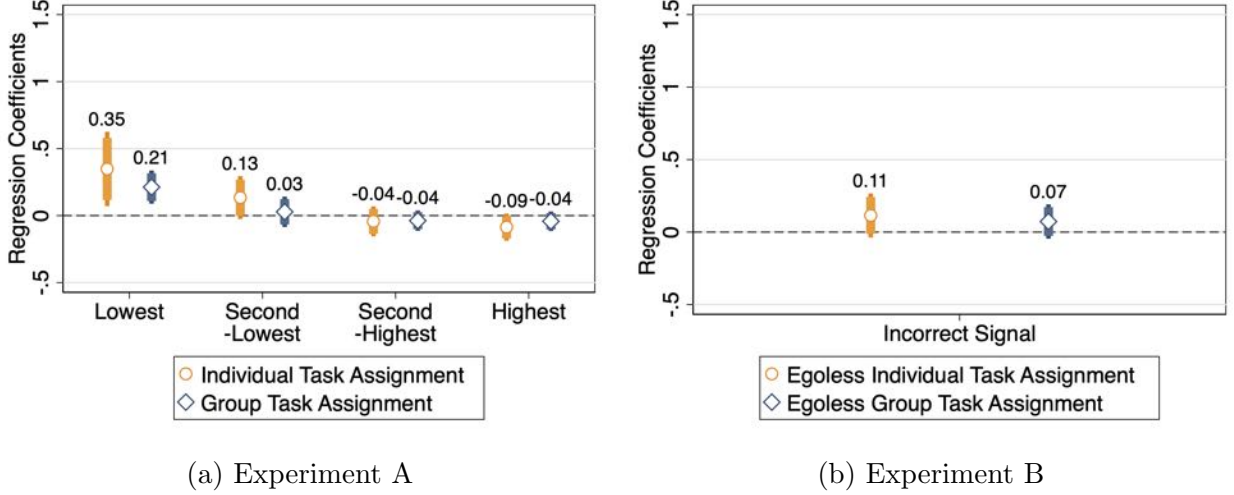 Regression Coefficients
1.5
1
.5
0
-.5
0.35
0.21
0.13
0.03
-0.04
-0.04
-0.09
-0.04
Lowest
Second
-Lowest
Second
-Highest
Highest
Individual Task Assignment
Group Task Assignment
(a) Experiment A
Regression Coefficients
1.5
1
.5
0
-.5
0.11
0.07
Incorrect Signal
Egoless Individual Task Assignment
Egoless Group Task Assignment
(b) Experiment B